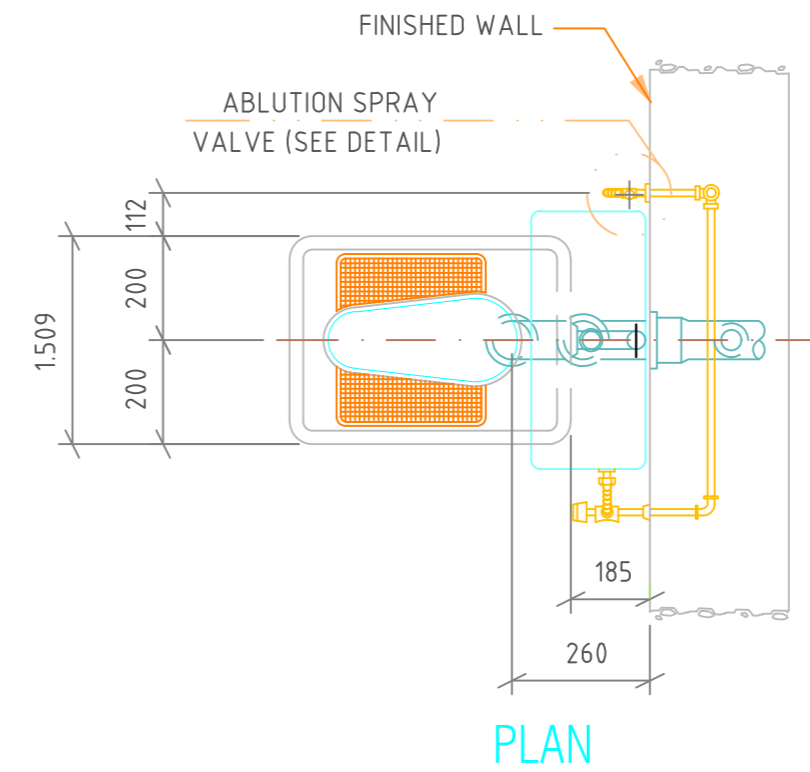 FINISHED WALL
ABLUTION SPRAY
VALVE (SEE DETAIL)
112
200
1.509
200
185
260
PLAN